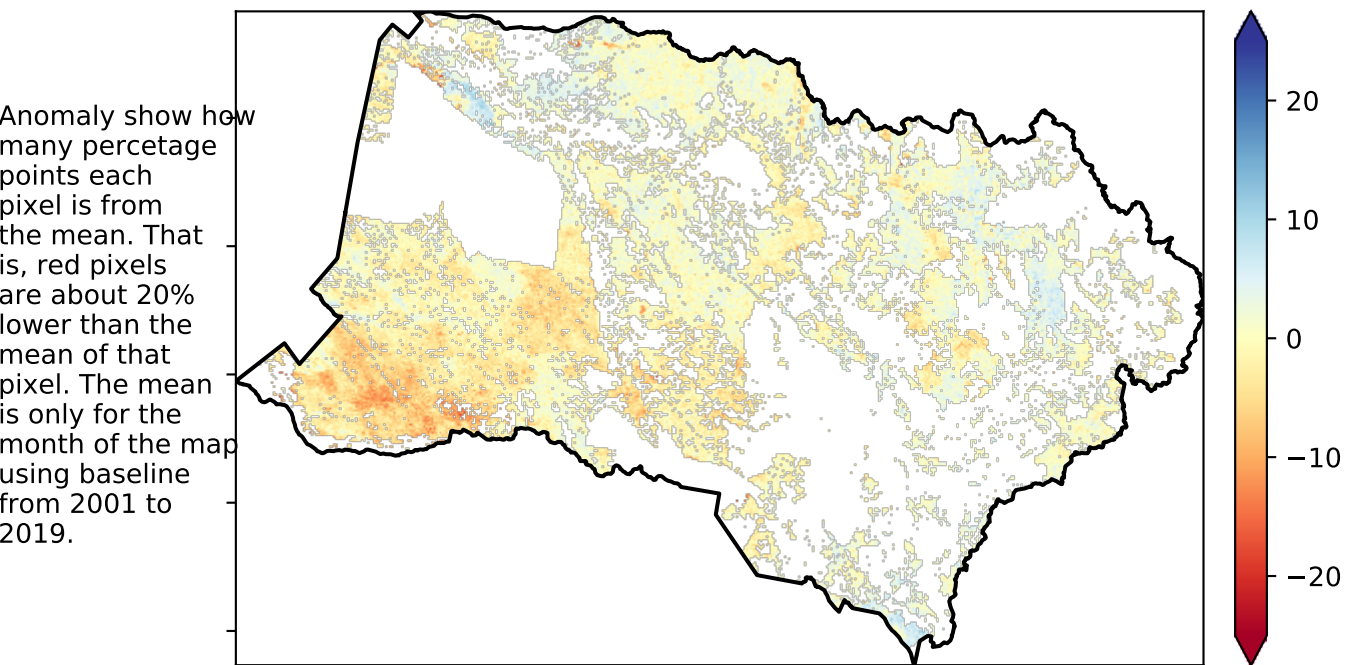 Anomaly show how
many percetage
points each
pixel is from
the mean. That
is, red pixels
are about 20%
lower than the
mean of that
pixel. The mean
is only for the
month of the map
using baseline
from 2001 to
2019.
20
10
0
−10
−20